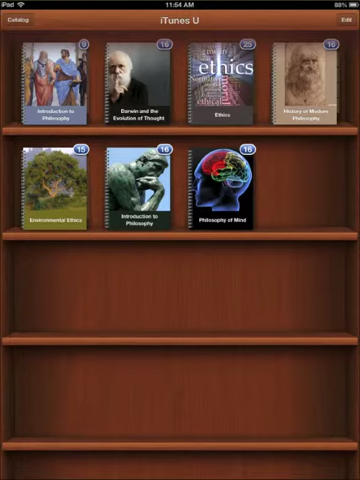 iPad 11:54 AM 88%
Catalog iTunes U Edit
9 16 25 16
ethics
Introduction to
Philosophy
Darwin and the
Evolution of Thought
Ethics
History of Modern
Philosophy
15 16 16
Environmental Ethics
Introduction to
Philosophy
Philosophy of Mind